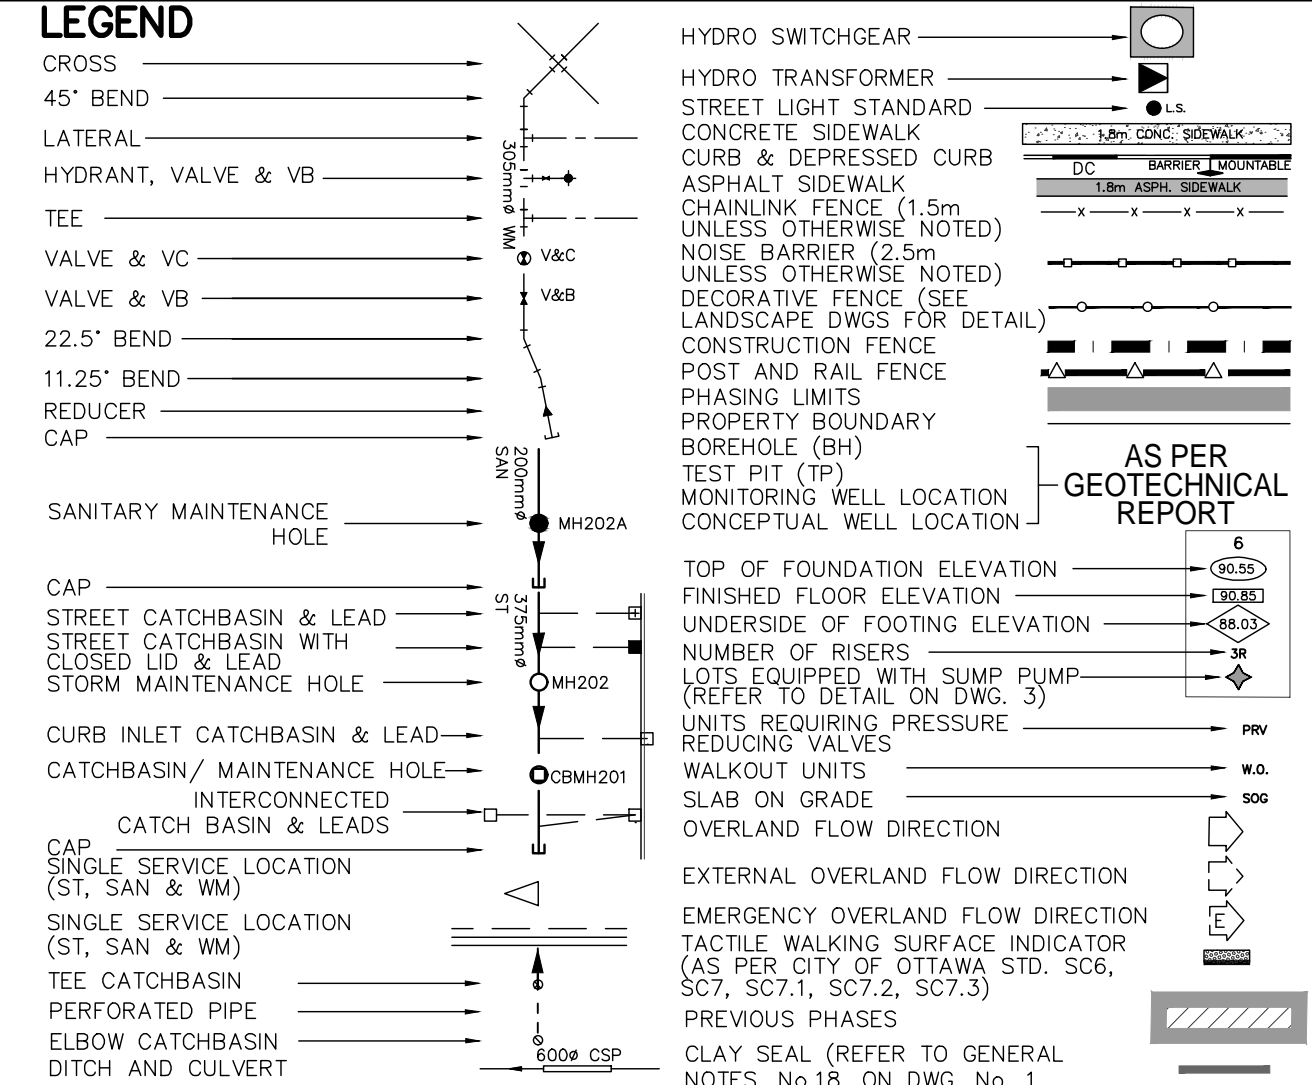 LEGEND
CROSS
45° BEND
LATERAL
HYDRANT, VALVE & VB
TEE
VALVE & VC
VALVE & VB
22.5° BEND
11.25° BEND
REDUCER
CAP
SANITARY MAINTENANCE
HOLE
CAP
STREET CATCHBASIN & LEAD
STREET CATCHBASIN WITH
CLOSED LID & LEAD
STORM MAINTENANCE HOLE
CURB INLET CATCHBASIN & LEAD
CATCHBASIN/ MAINTENANCE HOLE
INTERCONNECTED
CATCH BASIN & LEADS
CAP
SINGLE SERVICE LOCATION
(ST, SAN & WM)
SINGLE SERVICE LOCATION
(ST, SAN & WM)
TEE CATCHBASIN
PERFORATED PIPE
ELBOW CATCHBASIN
DITCH AND CULVERT
305mmø WM
V&C
V&B
200mmø
SAN
MH202A
375mmø
ST
MH202
CBMH201
600ø CSP
HYDRO SWITCHGEAR
HYDRO TRANSFORMER
STREET LIGHT STANDARD
L.S.
CONCRETE SIDEWALK
1.8m CONC. SIDEWALK
CURB & DEPRESSED CURB
DC BARRIER MOUNTABLE
ASPHALT SIDEWALK
1.8m ASPH. SIDEWALK
CHAINLINK FENCE (1.5m
UNLESS OTHERWISE NOTED)
X X X X
NOISE BARRIER (2.5m
UNLESS OTHERWISE NOTED)
DECORATIVE FENCE (SEE
LANDSCAPE DWGS FOR DETAIL)
CONSTRUCTION FENCE
POST AND RAIL FENCE
PHASING LIMITS
PROPERTY BOUNDARY
BOREHOLE (BH)
TEST PIT (TP)
MONITORING WELL LOCATION
CONCEPTUAL WELL LOCATION
AS PER
GEOTECHNICAL
REPORT
6
TOP OF FOUNDATION ELEVATION
90.55
FINISHED FLOOR ELEVATION
90.85
UNDERSIDE OF FOOTING ELEVATION
88.03
NUMBER OF RISERS
3R
LOTS EQUIPPED WITH SUMP PUMP
(REFER TO DETAIL ON DWG. 3)
UNITS REQUIRING PRESSURE
REDUCING VALVES
PRV
WALKOUT UNITS
W.O.
SLAB ON GRADE
SOG
OVERLAND FLOW DIRECTION
EXTERNAL OVERLAND FLOW DIRECTION
EMERGENCY OVERLAND FLOW DIRECTION
E
TACTILE WALKING SURFACE INDICATOR
(AS PER CITY OF OTTAWA STD. SC6,
SC7, SC7.1, SC7.2, SC7.3)
PREVIOUS PHASES
CLAY SEAL (REFER TO GENERAL
NOTES, No.18, ON DWG. No. 1